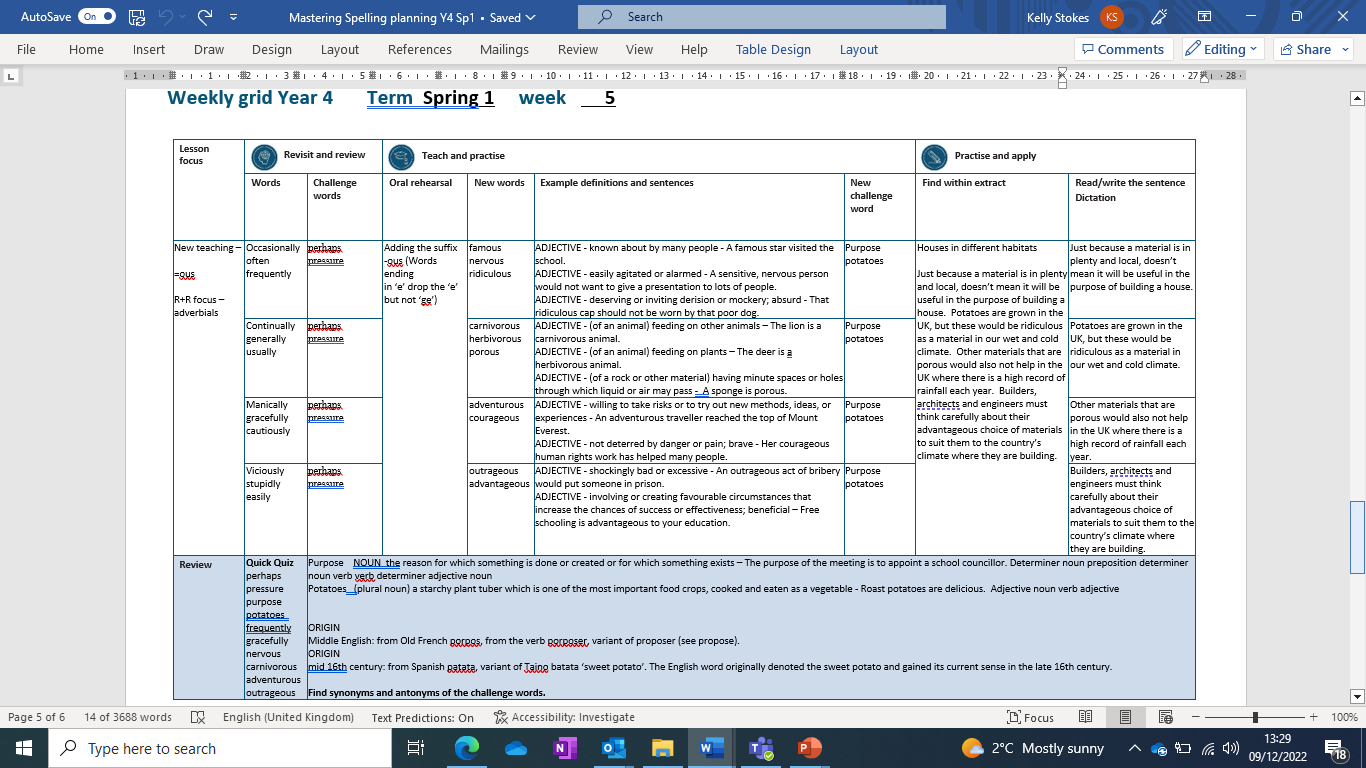 AutoSave On Mastering Spelling planning Y4 Sp1 • Saved Search Kelly Stokes KS
File Home Insert Draw Design Layout References Mailings Review View Help Table Design Layout Comments Editing Share
1 1 2 3 4 5 6 7 8 9 10 11 12 13 14 15 16 17 18 19 20 21 22 23 24 25 26 27 28
Weekly grid Year 4 Term Spring 1 week 5
Lesson
focus
Revisit and review
Teach and practise
Practise and apply
Words
Challenge
words
Oral rehearsal
New words
Example definitions and sentences
New
challenge
word
Find within extract
Read/write the sentence
Dictation
New teaching –
=ous
R+R focus –
adverbials
Occasionally
often
frequently
perhaps
pressure
Adding the suffix
-ous (Words
ending
in ‘e’ drop the ‘e’
but not ‘ge’)
famous
nervous
ridiculous
ADJECTIVE - known about by many people - A famous star visited the
school.
ADJECTIVE - easily agitated or alarmed - A sensitive, nervous person
would not want to give a presentation to lots of people.
ADJECTIVE - deserving or inviting derision or mockery; absurd - That
ridiculous cap should not be worn by that poor dog.
Purpose
potatoes
Houses in different habitats
Just because a material is in plenty
and local, doesn’t mean it will be
useful in the purpose of building a
house. Potatoes are grown in the
UK, but these would be ridiculous
as a material in our wet and cold
climate. Other materials that are
porous would also not help in the
UK where there is a high record of
rainfall each year. Builders,
architects and engineers must
think carefully about their
advantageous choice of materials
to suit them to the country’s
climate where they are building.
Just because a material is in
plenty and local, doesn’t
mean it will be useful in the
purpose of building a house.
Continually
generally
usually
perhaps
pressure
carnivorous
herbivorous
porous
ADJECTIVE - (of an animal) feeding on other animals – The lion is a
carnivorous animal.
ADJECTIVE - (of an animal) feeding on plants – The deer is a
herbivorous animal.
ADJECTIVE - (of a rock or other material) having minute spaces or holes
through which liquid or air may pass - A sponge is porous.
Purpose
potatoes
Potatoes are grown in the
UK, but these would be
ridiculous as a material in
our wet and cold climate.
Manically
gracefully
cautiously
perhaps
pressure
adventurous
courageous
ADJECTIVE - willing to take risks or to try out new methods, ideas, or
experiences - An adventurous traveller reached the top of Mount
Everest.
ADJECTIVE - not deterred by danger or pain; brave - Her courageous
human rights work has helped many people.
Purpose
potatoes
Other materials that are
porous would also not help
in the UK where there is a
high record of rainfall each
year.
Viciously
stupidly
easily
perhaps
pressure
outrageous
advantageous
ADJECTIVE - shockingly bad or excessive - An outrageous act of bribery
would put someone in prison.
ADJECTIVE - involving or creating favourable circumstances that
increase the chances of success or effectiveness; beneficial – Free
schooling is advantageous to your education.
Purpose
potatoes
Builders, architects and
engineers must think
carefully about their
advantageous choice of
materials to suit them to the
country’s climate where
they are building.
Review
Quick Quiz
perhaps
pressure
purpose
potatoes
frequently
gracefully
nervous
carnivorous
adventurous
outrageous
Purpose NOUN the reason for which something is done or created or for which something exists – The purpose of the meeting is to appoint a school councillor. Determiner noun preposition determiner
noun verb verb determiner adjective noun
Potatoes (plural noun) a starchy plant tuber which is one of the most important food crops, cooked and eaten as a vegetable - Roast potatoes are delicious. Adjective noun verb adjective
ORIGIN
Middle English: from Old French porpos, from the verb porposer, variant of proposer (see propose).
ORIGIN
mid 16th century: from Spanish patata, variant of Taino batata ‘sweet potato’. The English word originally denoted the sweet potato and gained its current sense in the late 16th century.
Find synonyms and antonyms of the challenge words.
Page 5 of 6 14 of 3688 words English (United Kingdom) Text Predictions: On Accessibility: Investigate Focus 100%
Type here to search 2°C Mostly sunny 13:29
09/12/2022 18